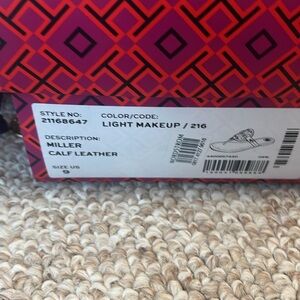 STYLE NO:
21168647
COLOR/CODE:
LIGHT MAKEUP / 216
DESCRIPTION:
MILLER
CALF LEATHER
SIZE US
9